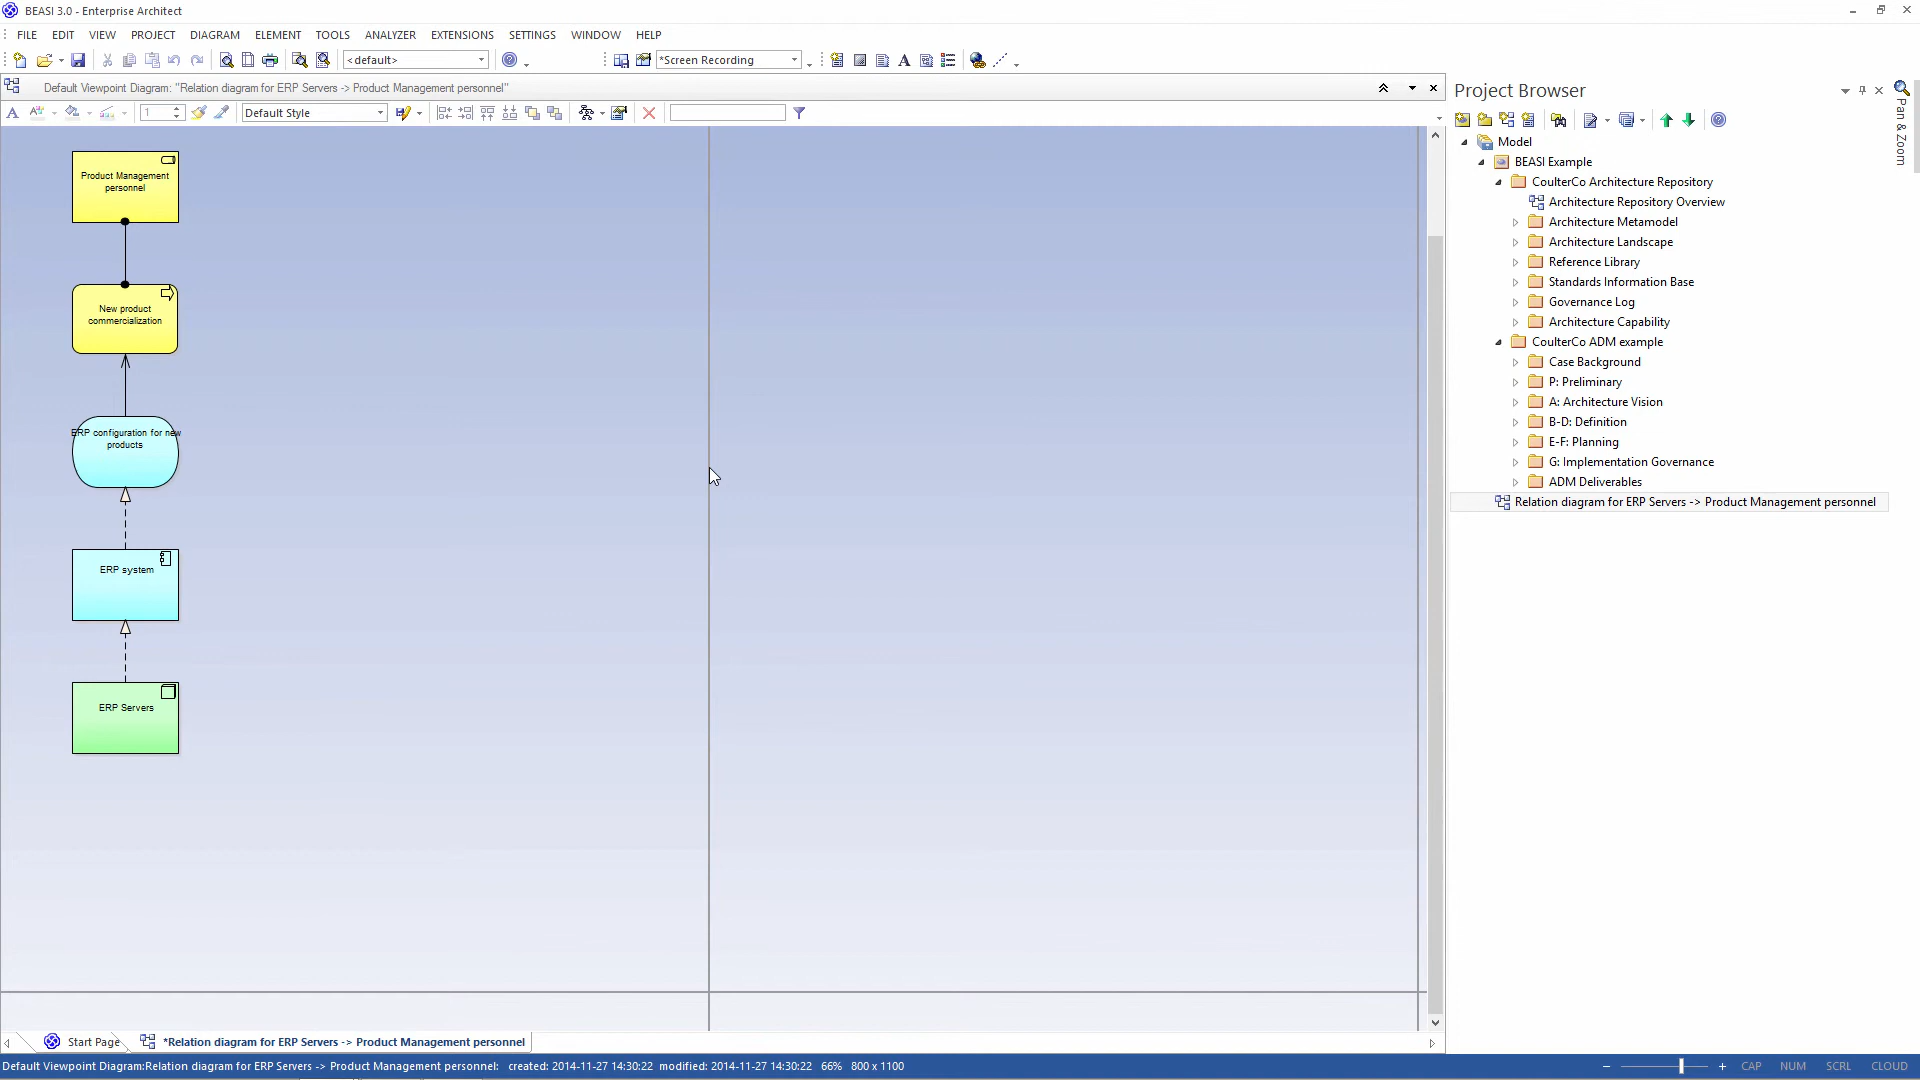 BEASI 3.0 - Enterprise Architect
FILE EDIT VIEW PROJECT DIAGRAM ELEMENT TOOLS ANALYZER EXTENSIONS SETTINGS WINDOW HELP
<default>
*Screen Recording
Default Viewpoint Diagram: "Relation diagram for ERP Servers -> Product Management personnel"
1
Default Style
Product Management
personnel
New product
commercialization
ERP configuration for new
products
ERP system
ERP Servers
Project Browser
Pan & Zoom
Model
BEASI Example
CoulterCo Architecture Repository
Architecture Repository Overview
Architecture Metamodel
Architecture Landscape
Reference Library
Standards Information Base
Governance Log
Architecture Capability
CoulterCo ADM example
Case Background
P: Preliminary
A: Architecture Vision
B-D: Definition
E-F: Planning
G: Implementation Governance
ADM Deliverables
Relation diagram for ERP Servers -> Product Management personnel
Start Page
*Relation diagram for ERP Servers -> Product Management personnel
Default Viewpoint Diagram:Relation diagram for ERP Servers -> Product Management personnel: created: 2014-11-27 14:30:22 modified: 2014-11-27 14:30:22 66% 800 x 1100
CAP NUM SCRL CLOUD